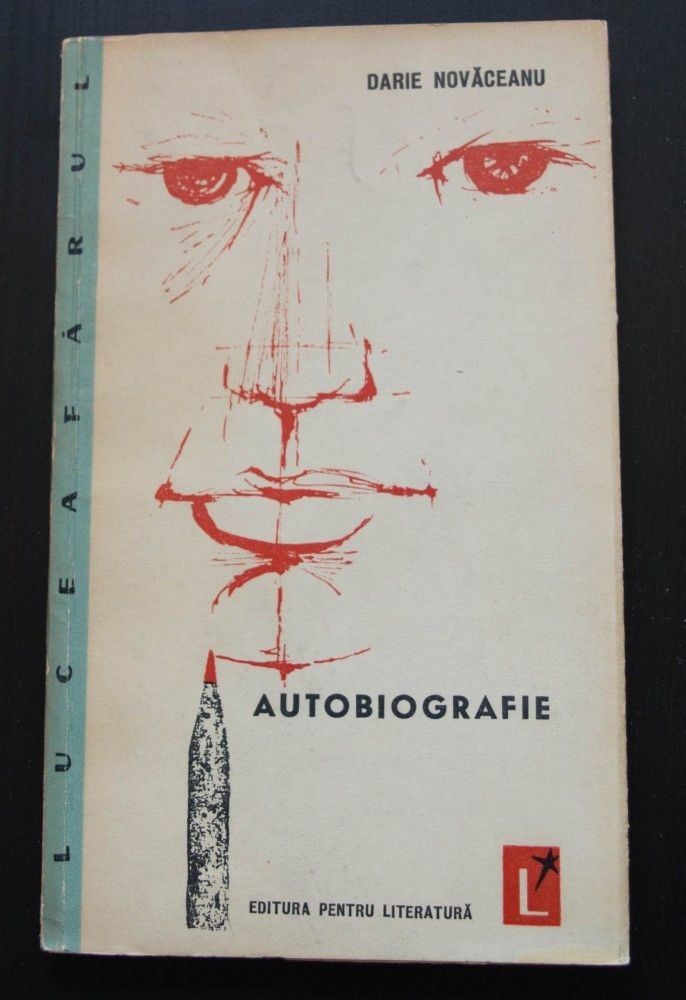 DARIE NOVĂCEANU
LUCEAFĂRUL
AUTOBIOGRAFIE
EDITURA PENTRU LITERATURĂ
L